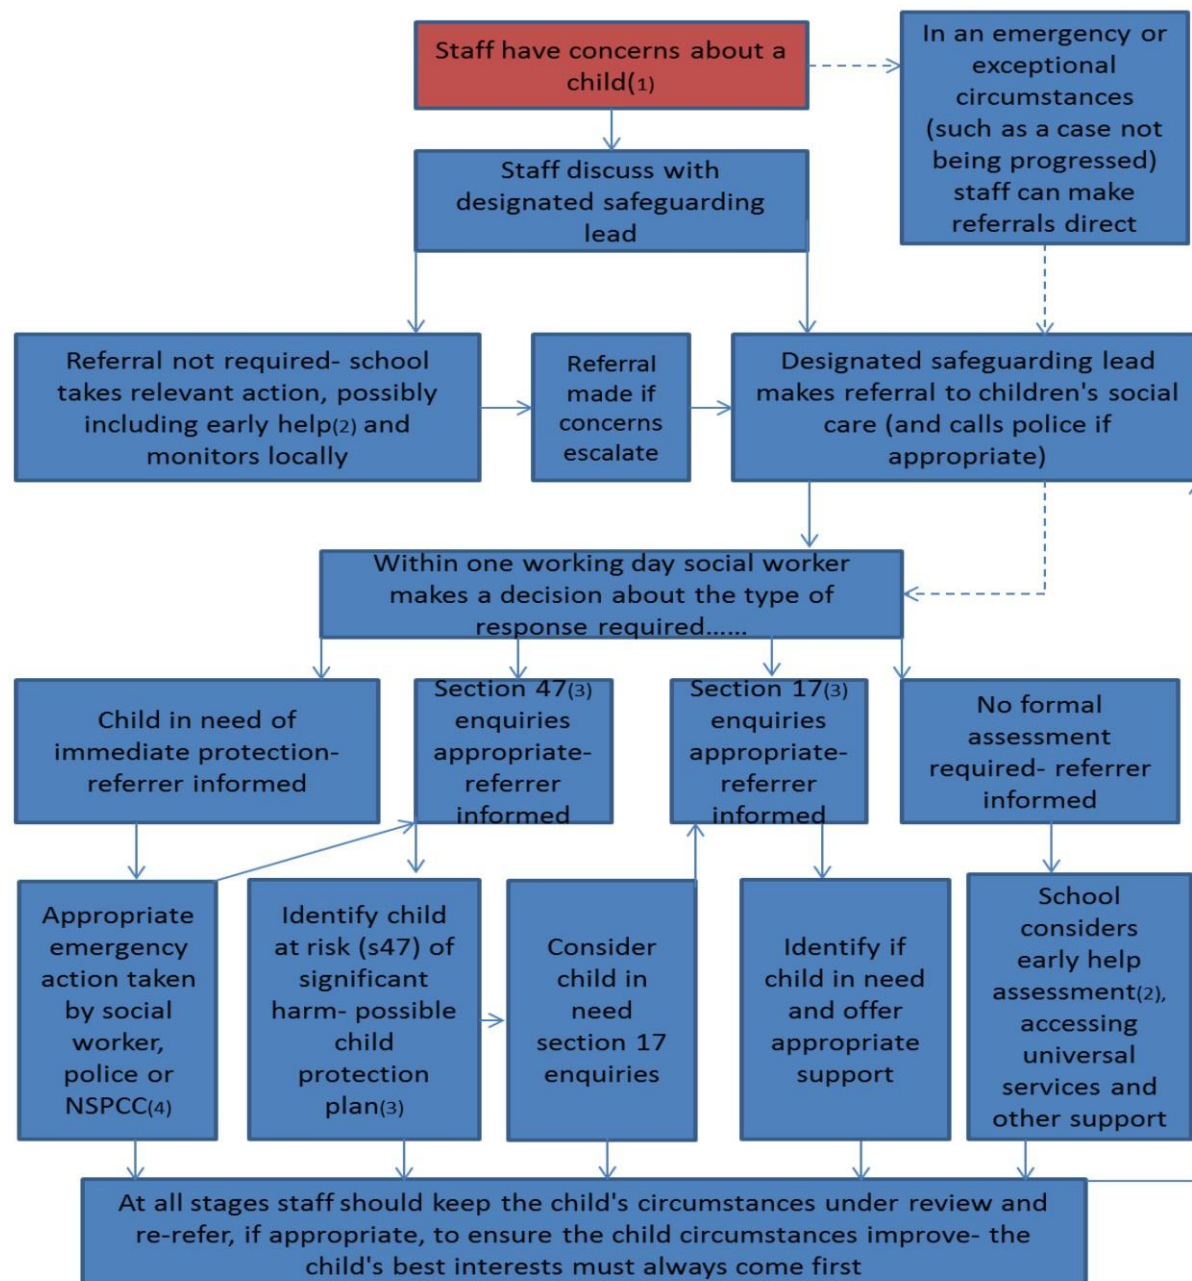 Staff have concerns about a
child(1)
In an emergency or
exceptional
circumstances
(such as a case not
being progressed)
staff can make
referrals direct
Staff discuss with
designated safeguarding
lead
Referral not required- school
takes relevant action, possibly
including early help(2) and
monitors locally
Referral
made if
concerns
escalate
Designated safeguarding lead
makes referral to children's social
care (and calls police if
appropriate)
Within one working day social worker
makes a decision about the type of
response required......
Child in need of
immediate protection-
referrer informed
Section 47(3)
enquiries
appropriate-
referrer
informed
Section 17(3)
enquiries
appropriate-
referrer
informed
No formal
assessment
required- referrer
informed
Appropriate
emergency
action taken
by social
worker,
police or
NSPCC(4)
Identify child
at risk (s47) of
significant
harm- possible
child
protection
plan(3)
Consider
child in
need
section 17
enquiries
Identify if
child in need
and offer
appropriate
support
School
considers
early help
assessment(2),
accessing
universal
services and
other support
At all stages staff should keep the child's circumstances under review and
re-refer, if appropriate, to ensure the child circumstances improve- the
child's best interests must always come first